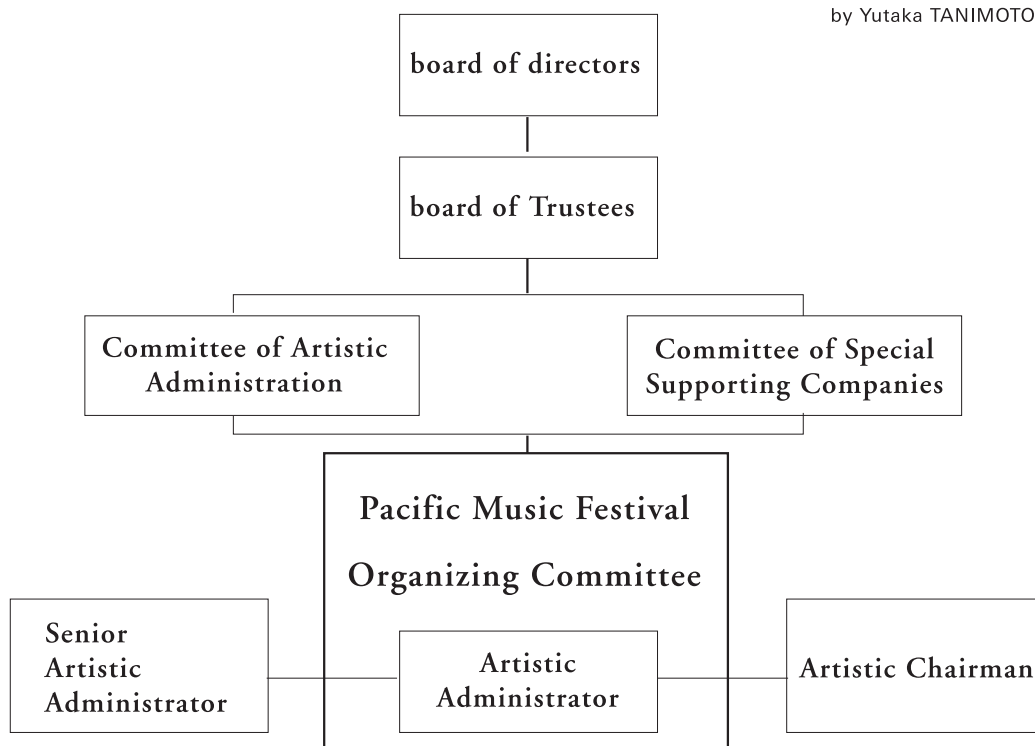 by Yutaka TANIMOTO
board of directors
board of Trustees
Committee of Artistic
Administration
Committee of Special
Supporting Companies
Pacific Music Festival
Organizing Committee
Senior
Artistic
Administrator
Artistic
Administrator
Artistic Chairman